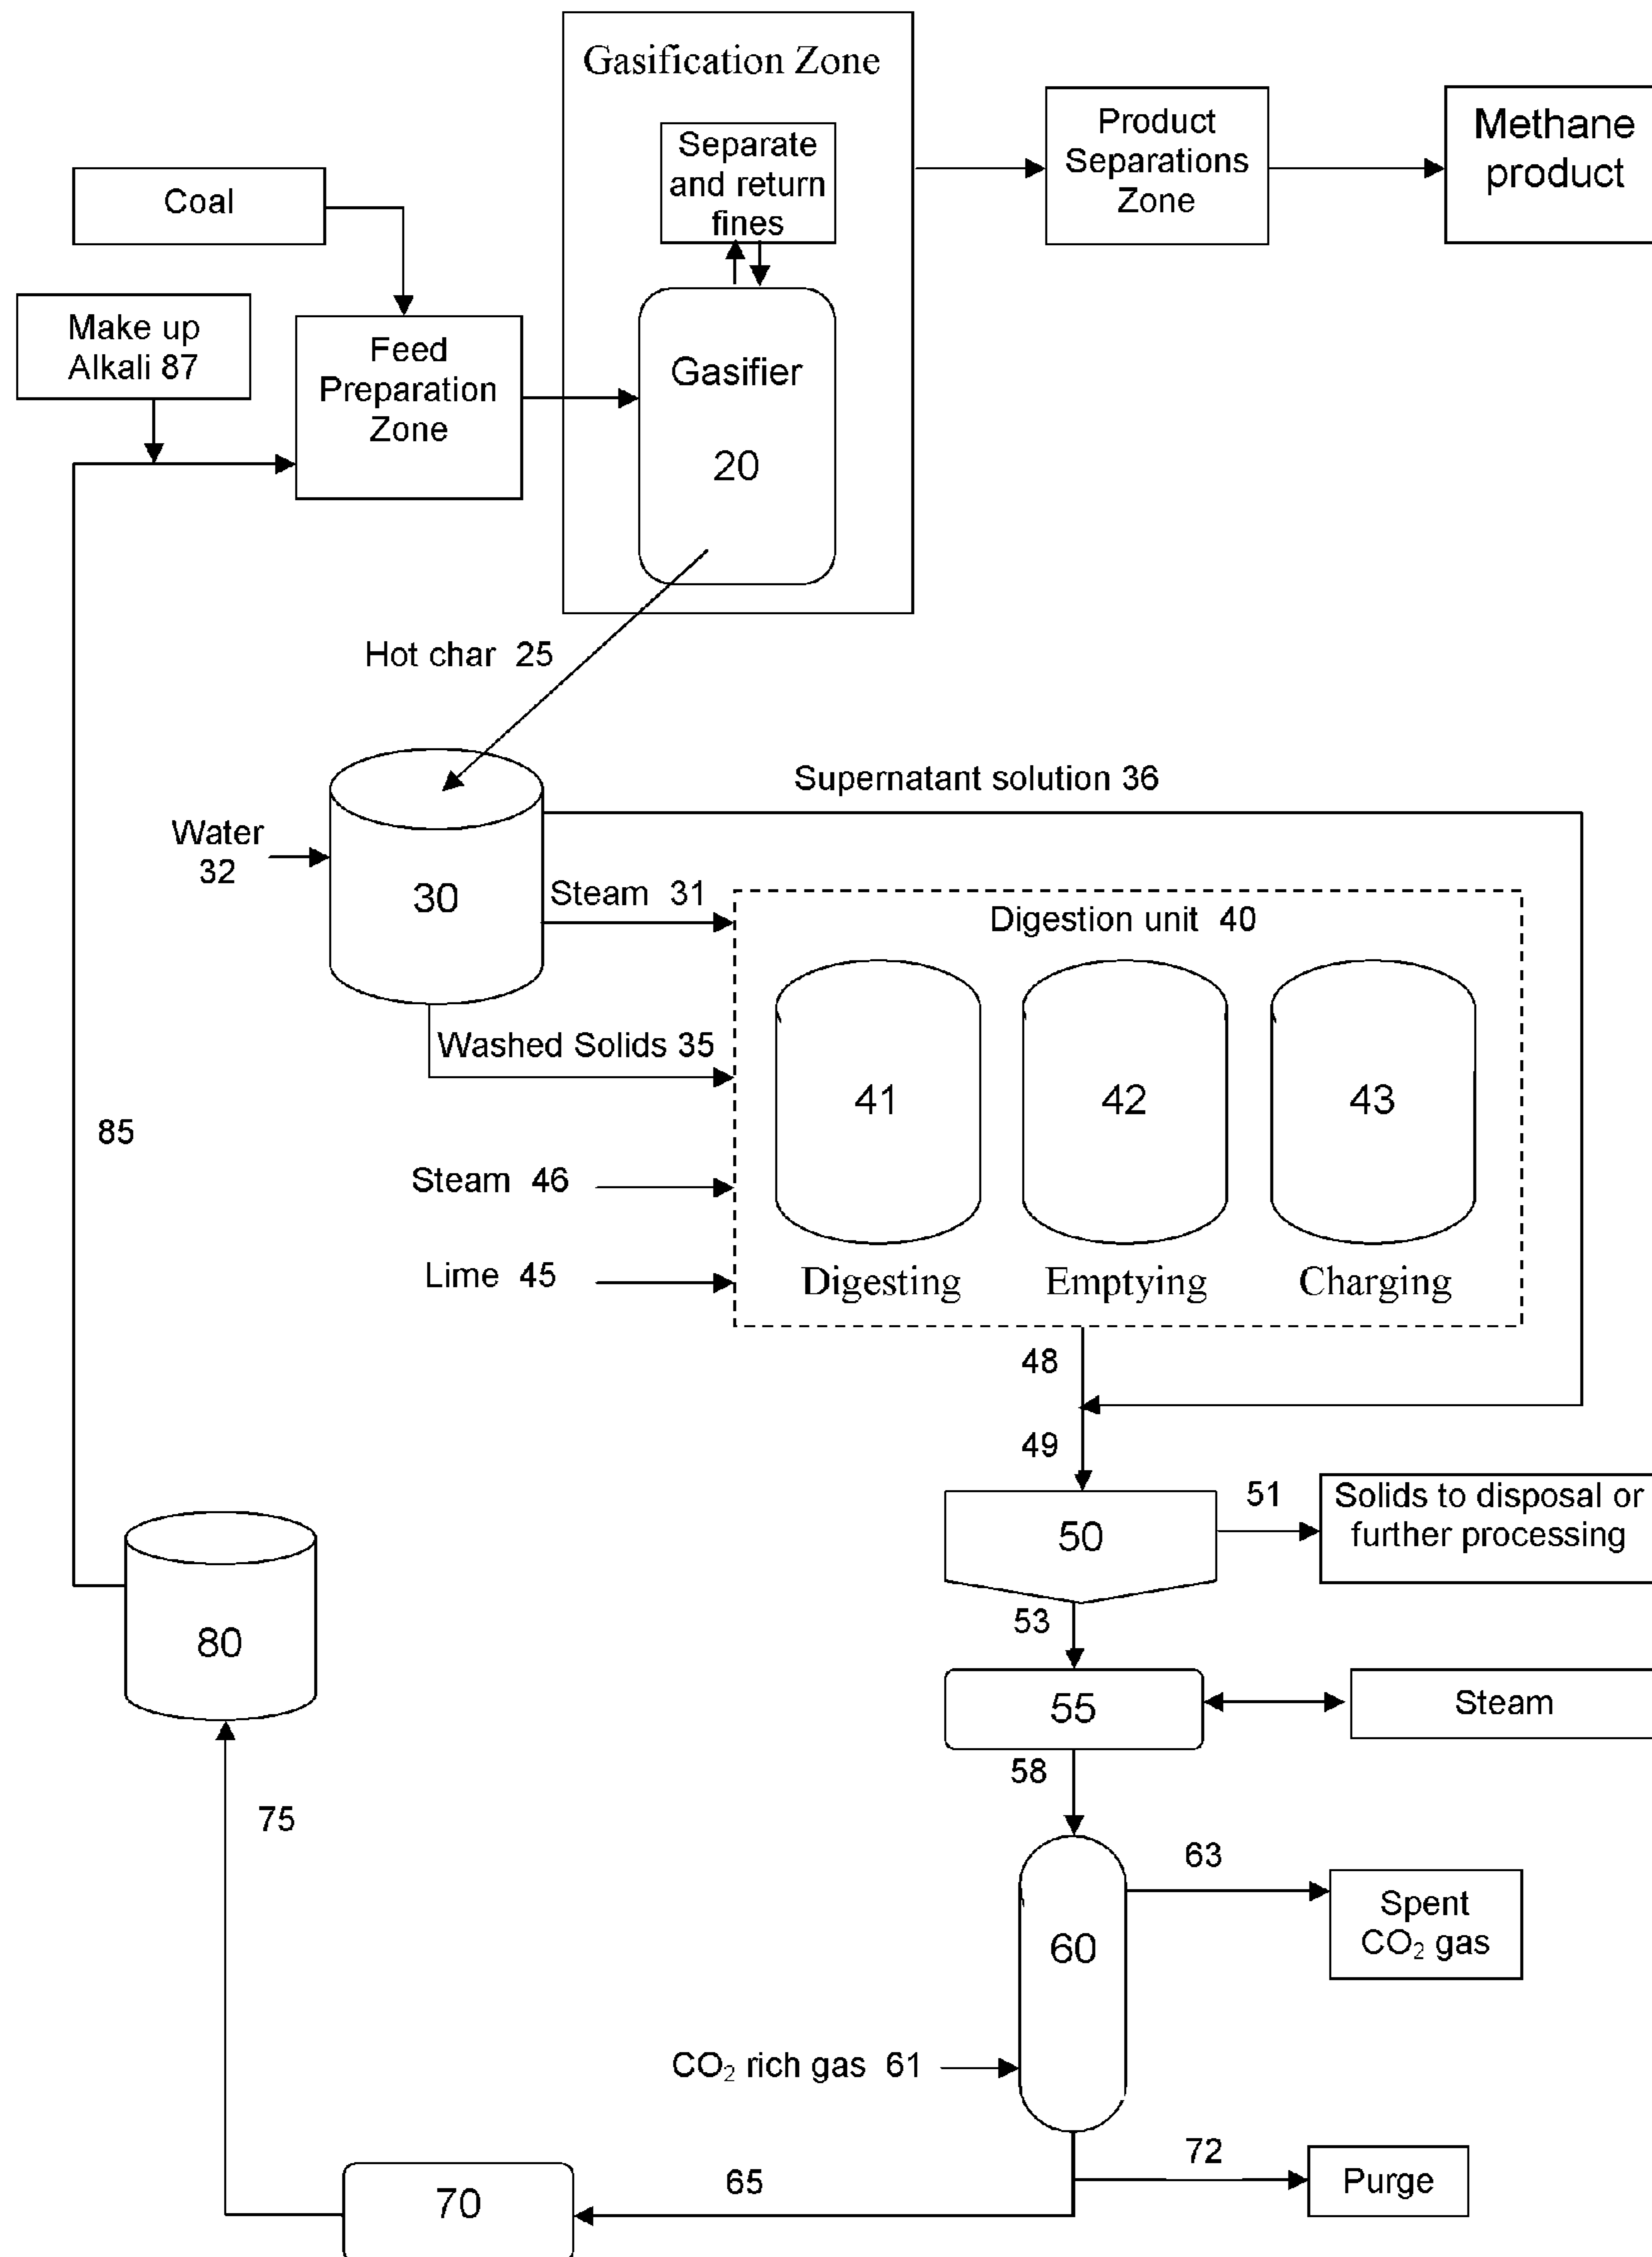 Gasification Zone
Separate
and return
fines
Product
Separations
Zone
Methane
product
Coal
Make up
Alkali 87
Feed
Preparation
Zone
Gasifier
20
Hot char 25
Supernatant solution 36
Water
32
30
Steam 31
Digestion unit 40
Washed Solids 35
41
42
43
85
Steam 46
Lime 45
Digesting
Emptying
Charging
48
49
50
51
Solids to disposal or
further processing
53
80
55
Steam
58
75
63
Spent
CO₂ gas
60
CO₂ rich gas 61
72
Purge
65
70